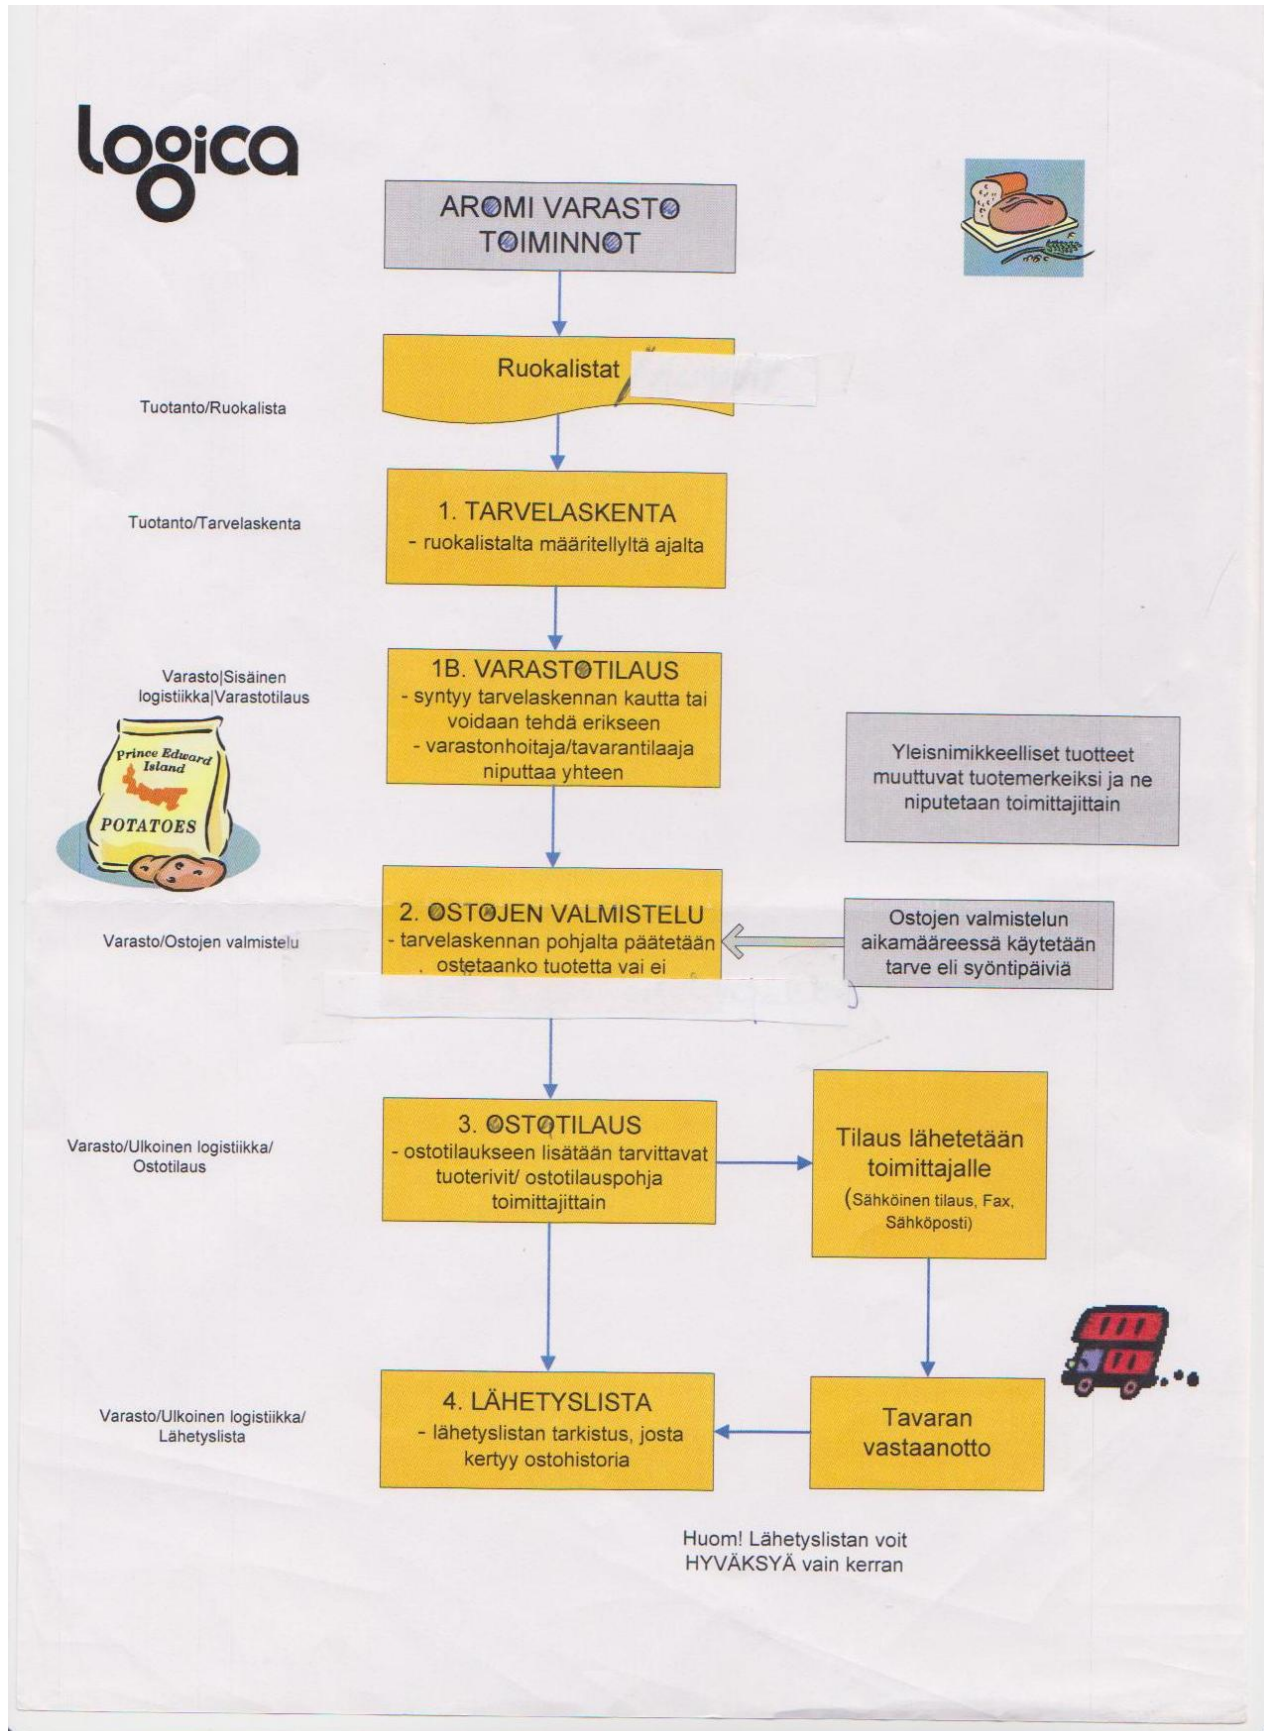 logica
AROMI VARASTO
TOIMINNOT
Ruokalistat
Tuotanto/Ruokalista
1. TARVELASKENTA
- ruokalistalta määritellyltä ajalta
Tuotanto/Tarvelaskenta
1B. VARASTOTILAUS
- syntyy tarvelaskennan kautta tai
voidaan tehdä erikseen
- varastonhoitaja/tavarantilaaja
niputtaa yhteen
Varasto|Sisäinen
logistiikka|Varastotilaus
Prince Edward
Island
POTATOES
Yleisnimikkeelliset tuotteet
muuttuvat tuotemerkeiksi ja ne
niputetaan toimittajittain
2. OSTOJEN VALMISTELU
- tarvelaskennan pohjalta päätetään
ostetaanko tuotetta vai ei
Varasto/Ostojen valmistelu
Ostojen valmistelun
aikamääreessä käytetään
tarve eli syöntipäiviä
3. OSTOTILAUS
- ostotilaukseen lisätään tarvittavat
tuoterivit/ ostotilauspohja
toimittajittain
Varasto/Ulkoinen logistiikka/
Ostotilaus
Tilaus lähetetään
toimittajalle
(Sähköinen tilaus, Fax,
Sähköposti)
4. LÄHETYSLISTA
- lähetyslistan tarkistus, josta
kertyy ostohistoria
Varasto/Ulkoinen logistiikka/
Lähetyslista
Tavaran
vastaanotto
Huom! Lähetyslistan voit
HYVÄKSYÄ vain kerran